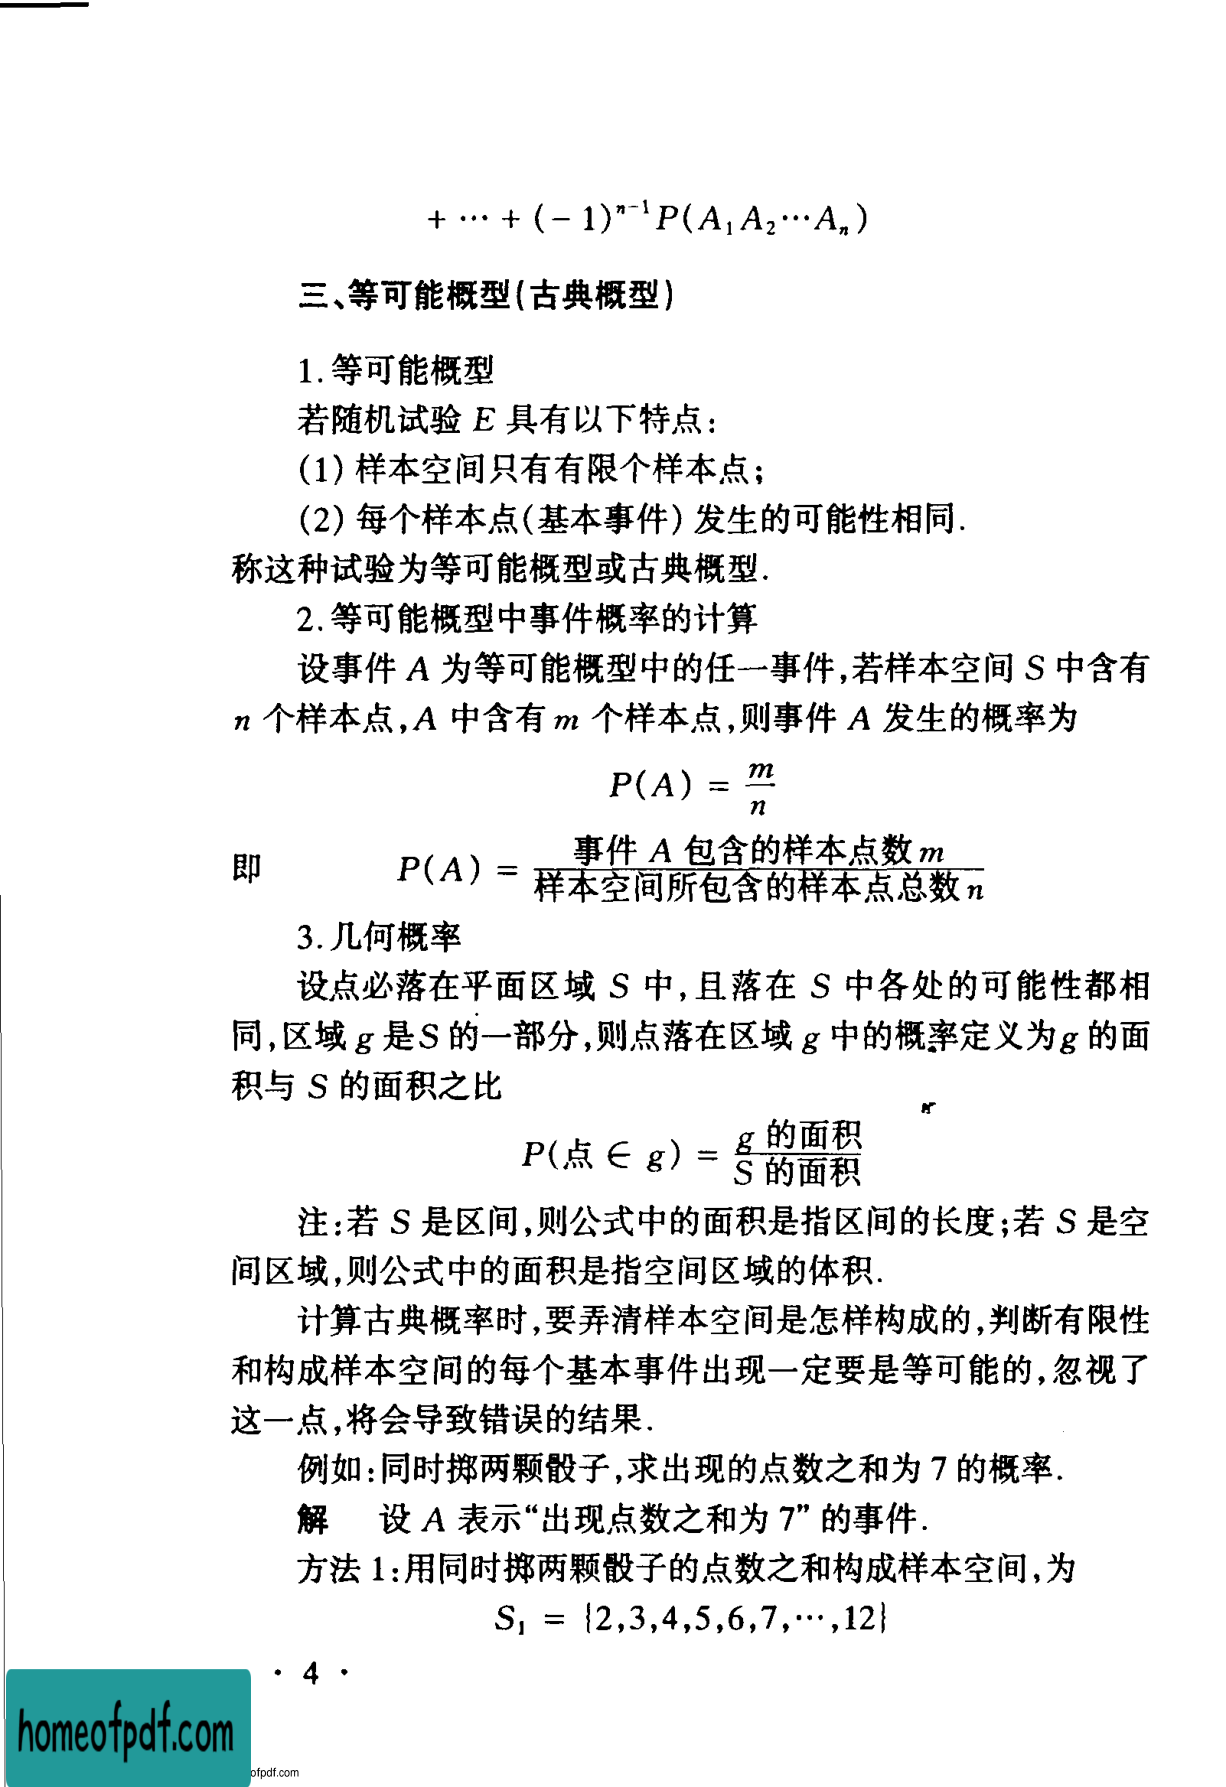 + ⋯ + (− 1)ⁿ⁻¹ P(A₁ A₂⋯Aₙ)
三、等可能概型(古典概型)
1. 等可能概型
若随机试验 E 具有以下特点:
(1) 样本空间只有有限个样本点;
(2) 每个样本点(基本事件) 发生的可能性相同.
称这种试验为等可能概型或古典概型.
2. 等可能概型中事件概率的计算
设事件 A 为等可能概型中的任一事件,若样本空间 S 中含有
n 个样本点,A 中含有 m 个样本点,则事件 A 发生的概率为
P(A) = m/n
即 P(A) = 事件 A 包含的样本点数 m / 样本空间所包含的样本点总数 n
3. 几何概率
设点必落在平面区域 S 中,且落在 S 中各处的可能性都相
同,区域 g 是 S 的一部分,则点落在区域 g 中的概率定义为 g 的面
积与 S 的面积之比
P(点 ∈ g) = g 的面积 / S 的面积
注:若 S 是区间,则公式中的面积是指区间的长度;若 S 是空
间区域,则公式中的面积是指空间区域的体积.
计算古典概率时,要弄清样本空间是怎样构成的,判断有限性
和构成样本空间的每个基本事件出现一定要是等可能的,忽视了
这一点,将会导致错误的结果.
例如:同时掷两颗骰子,求出现的点数之和为 7 的概率.
解 设 A 表示“出现点数之和为 7” 的事件.
方法 1:用同时掷两颗骰子的点数之和构成样本空间,为
S₁ = {2,3,4,5,6,7,⋯,12}
· 4 ·
homeofpdf.com
ofpdf.com